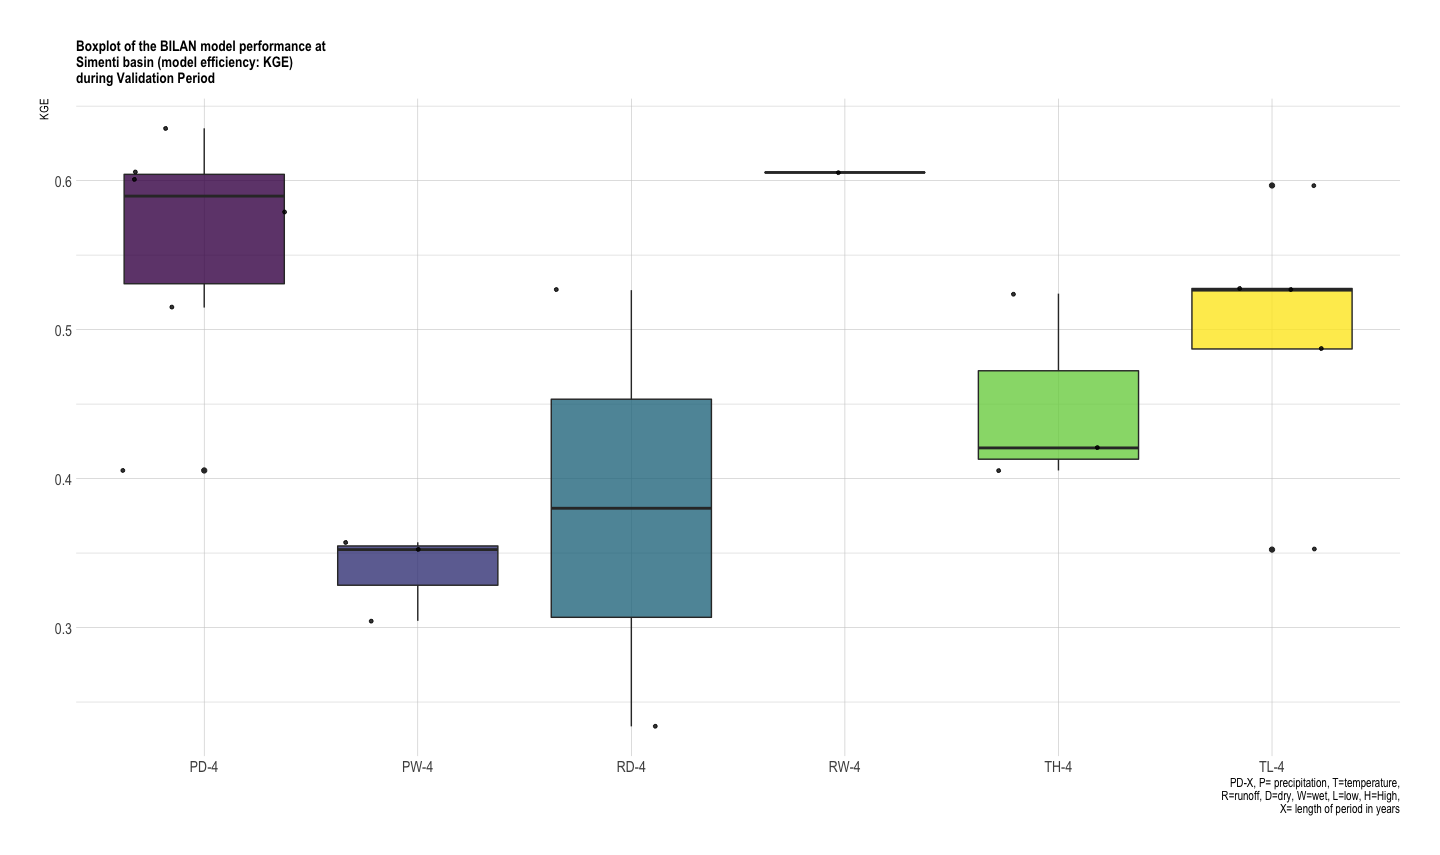 Boxplot of the BILAN model performance at
Simenti basin (model efficiency: KGE)
during Validation Period
KGE
0.6
0.5
0.4
0.3
PD-4 PW-4 RD-4 RW-4 TH-4 TL-4
PD-X, P= precipitation, T=temperature,
R=runoff, D=dry, W=wet, L=low, H=High,
X= length of period in years